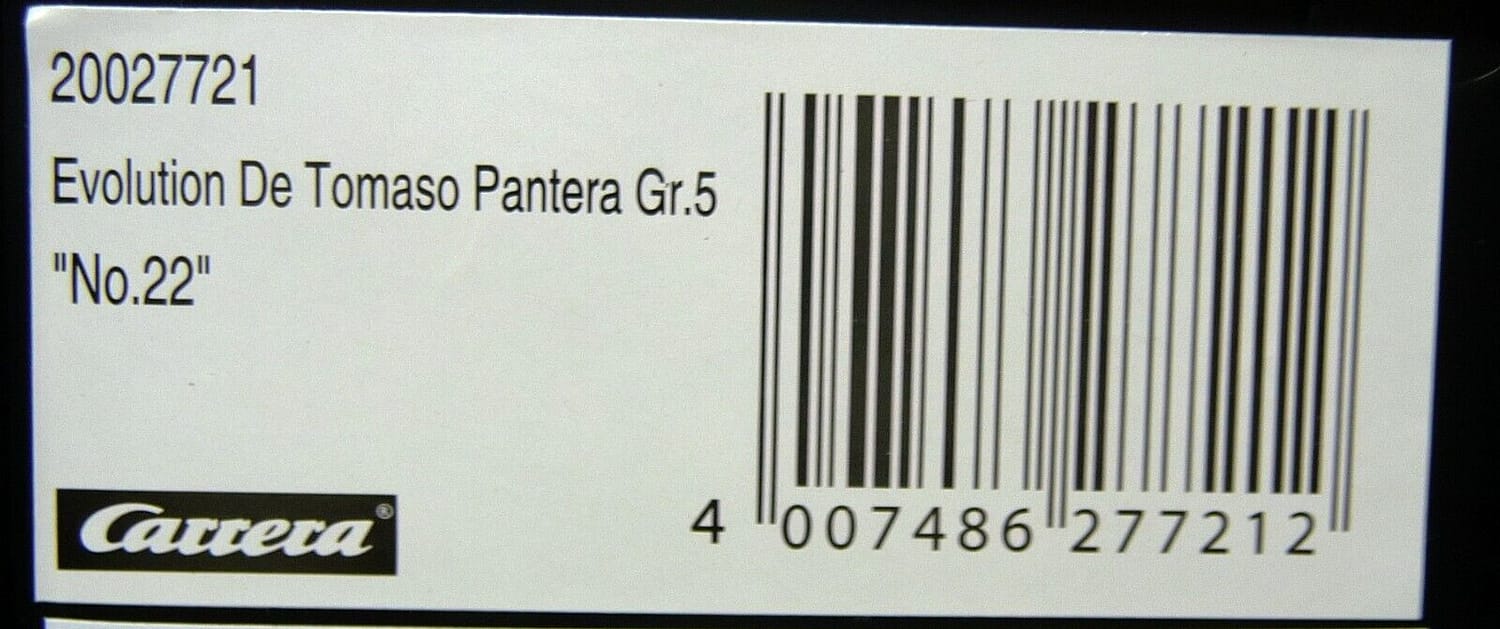 20027721
Evolution De Tomaso Pantera Gr.5
"No.22"
Carrera®
4 007486 277212